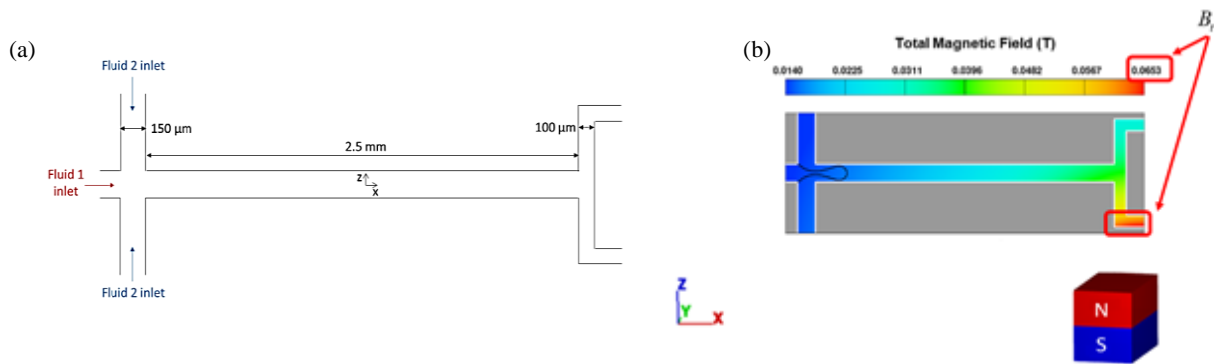 (a)
Fluid 2 inlet
150 µm
100 µm
2.5 mm
Fluid 1
inlet
z
x
Fluid 2 inlet
(b)
B_t
Total Magnetic Field (T)
0.0140 0.0225 0.0311 0.0396 0.0482 0.0567 0.0653
Z
Y
X
N
S